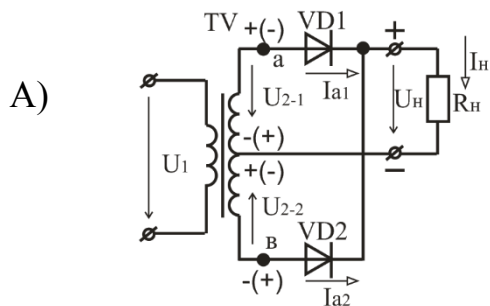 TV +(-) VD1 +
а
Iн
А)
Ia1
U2-1
Uн Rн
-(+)
U1
+(-)
−
U2-2
VD2
в
-(+)
Ia2